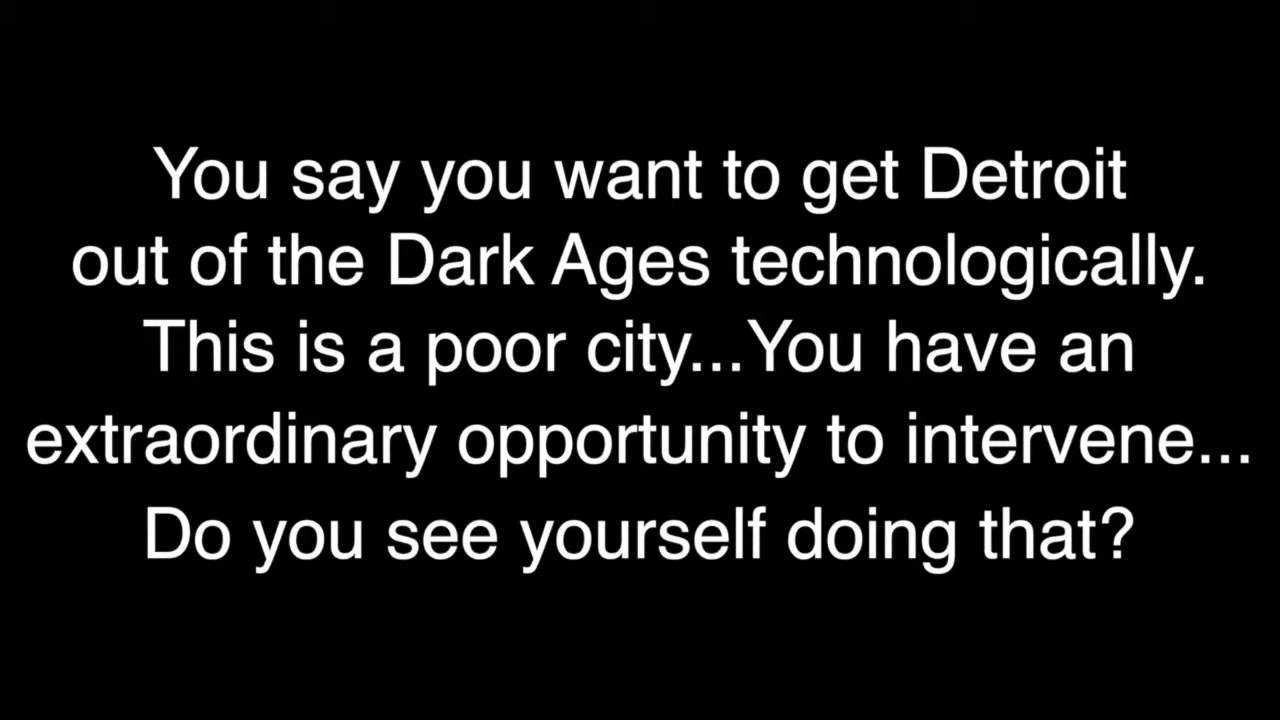 You say you want to get Detroit
out of the Dark Ages technologically.
This is a poor city...You have an
extraordinary opportunity to intervene...
Do you see yourself doing that?